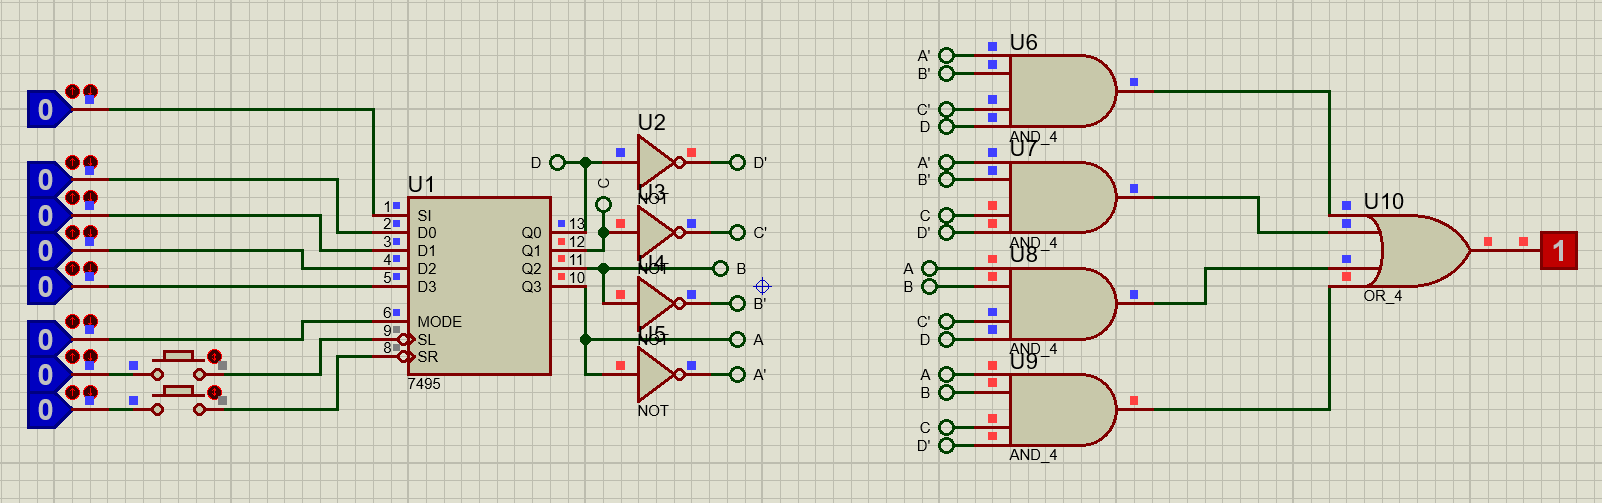 0
0
0
0
0
0
0
0
U1
7495
1
2
3
4
5
6
9
8
SI
D0
D1
D2
D3
MODE
SL
SR
Q0
Q1
Q2
Q3
13
12
11
10
D
C
U2
NOT
D'
U3
NOT
C'
B
U4
NOT
B'
A
U5
NOT
A'
U6
A'
B'
C'
D
AND_4
U7
A'
B'
C
D'
AND_4
U8
A
B
C'
D
AND_4
U9
A
B
C
D'
AND_4
U10
OR_4
1